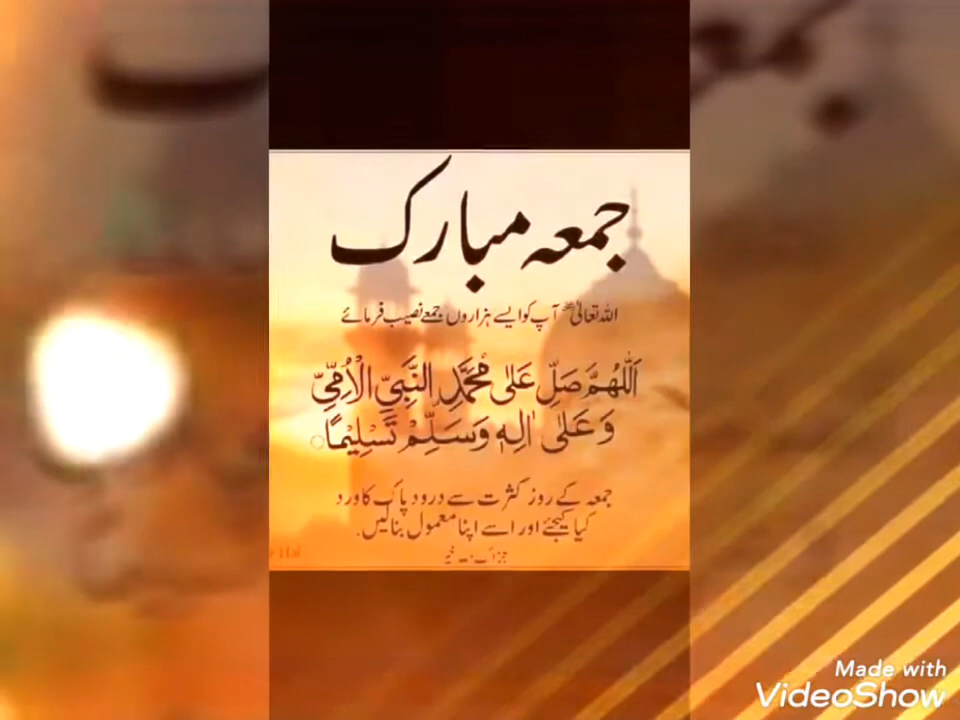 جمعہ مبارک
اللہ تعالیٰ آپ کو ایسے ہزاروں جمعے نصیب فرمائے
اَللّٰهُمَّ صَلِّ عَلٰى مُحَمَّدِ النَّبِيِّ الْاُمِّيِّ
وَعَلٰى اٰلِهٖ وَسَلِّمْ تَسْلِيْمًا
جمعہ کے روز کثرت سے درود پاک کا ورد
کیا کیجئے اور اسے اپنا معمول بنالیں.
Hai
Made with
VideoShow